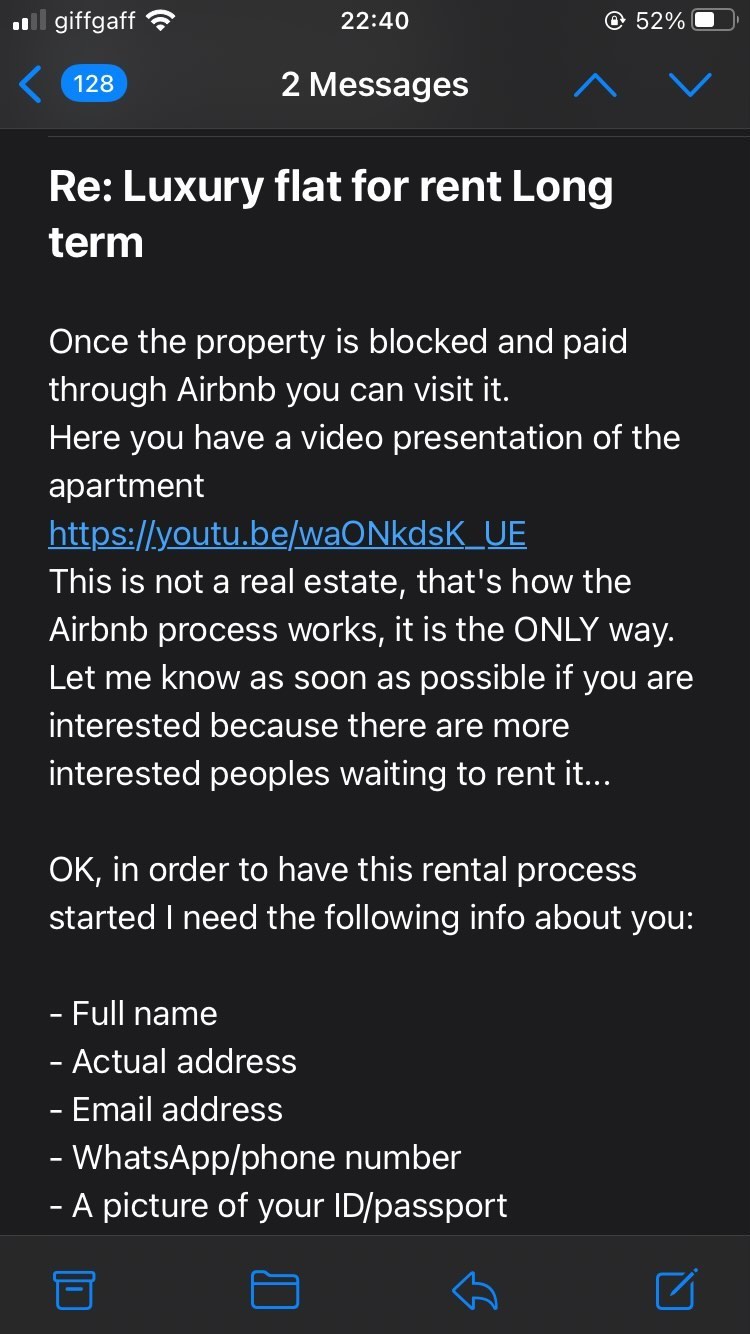 giffgaff 22:40 52%
128 2 Messages
Re: Luxury flat for rent Long
term
Once the property is blocked and paid
through Airbnb you can visit it.
Here you have a video presentation of the
apartment
https://youtu.be/waONkdsK_UE
This is not a real estate, that's how the
Airbnb process works, it is the ONLY way.
Let me know as soon as possible if you are
interested because there are more
interested peoples waiting to rent it...
OK, in order to have this rental process
started I need the following info about you:
- Full name
- Actual address
- Email address
- WhatsApp/phone number
- A picture of your ID/passport